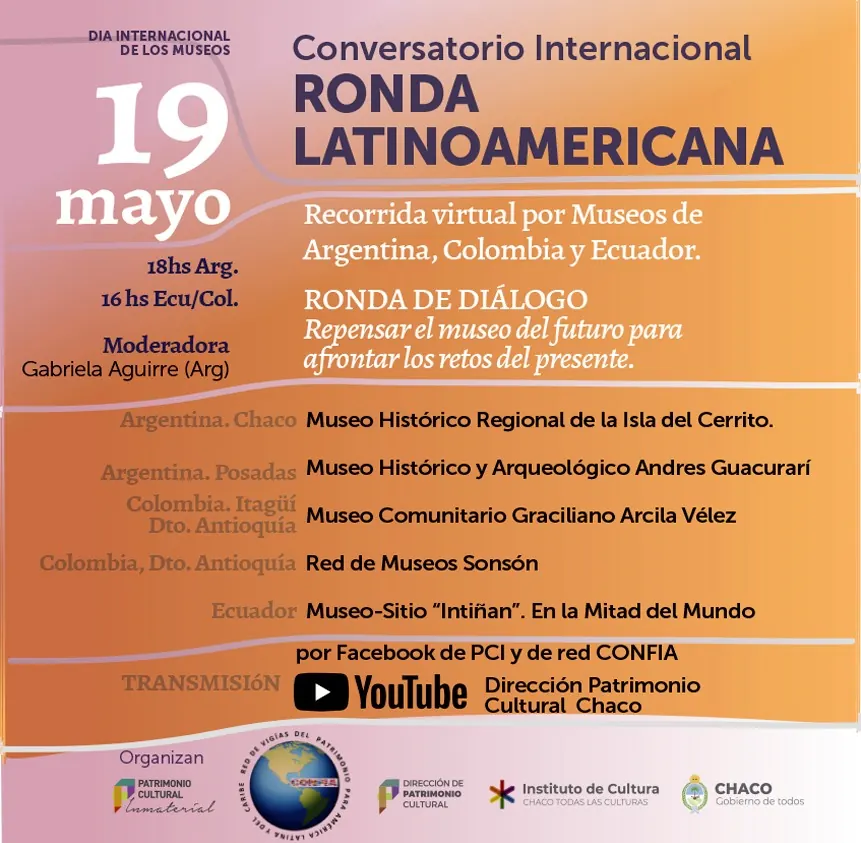 DIA INTERNACIONAL
DE LOS MUSEOS
19
mayo
18hs Arg.
16 hs Ecu/Col.
Moderadora
Gabriela Aguirre (Arg)
Conversatorio Internacional
RONDA
LATINOAMERICANA
Recorrida virtual por Museos de
Argentina, Colombia y Ecuador.
RONDA DE DIÁLOGO
Repensar el museo del futuro para
afrontar los retos del presente.
Argentina. Chaco Museo Histórico Regional de la Isla del Cerrito.
Argentina. Posadas Museo Histórico y Arqueológico Andres Guacurarí
Colombia. Itagüí
Dto. Antioquía Museo Comunitario Graciliano Arcila Vélez
Colombia, Dto. Antioquía Red de Museos Sonsón
Ecuador Museo-Sitio “Intiñan”. En la Mitad del Mundo
por Facebook de PCI y de red CONFIA
TRANSMISIóN YouTube Dirección Patrimonio
Cultural Chaco
Organizan
PATRIMONIO
CULTURAL
Inmaterial
RED DE VIGÍAS DEL PATRIMONIO PARA AMÉRICA LATINA Y DEL CARIBE
CONFIA
DIRECCIÓN DE
PATRIMONIO
CULTURAL
Instituto de Cultura
CHACO TODAS LAS CULTURAS
CHACO
Gobierno de todos